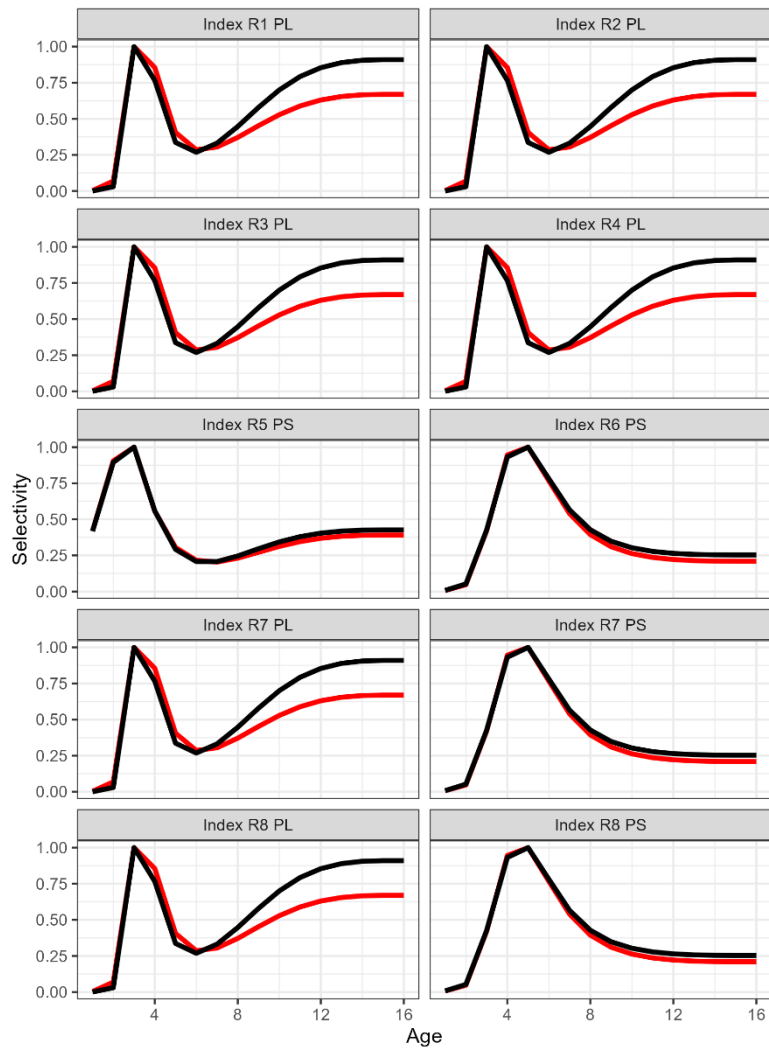 Index R1 PL
Index R2 PL
1.00
0.75
0.50
0.25
0.00
Index R3 PL
Index R4 PL
1.00
0.75
0.50
0.25
0.00
Index R5 PS
Index R6 PS
1.00
0.75
0.50
0.25
0.00
Selectivity
Index R7 PL
Index R7 PS
1.00
0.75
0.50
0.25
0.00
Index R8 PL
Index R8 PS
1.00
0.75
0.50
0.25
0.00
4 8 12 16 4 8 12 16
Age